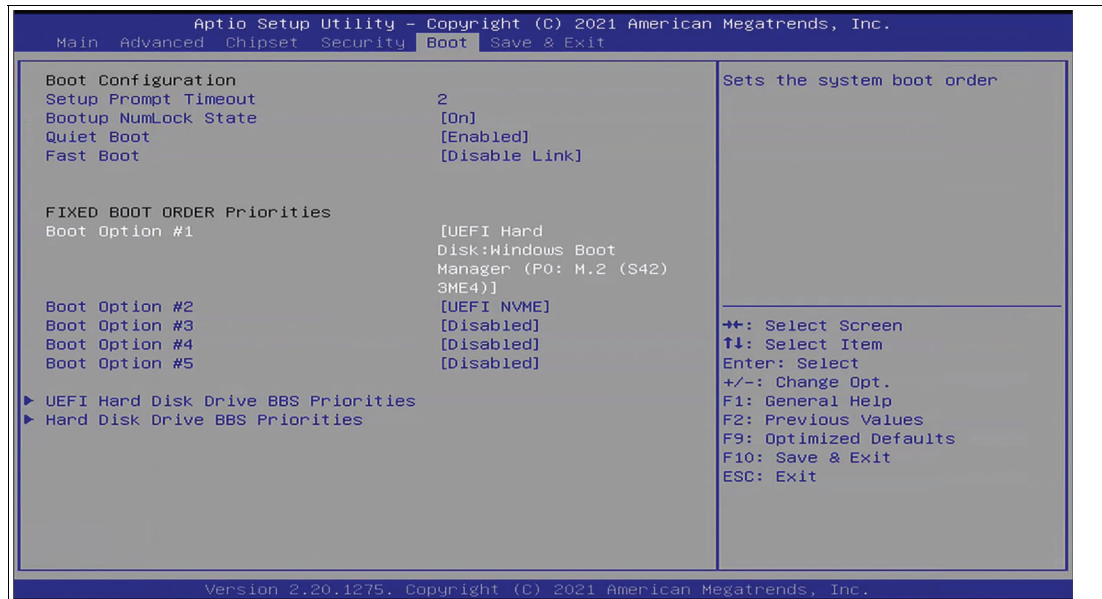 Aptio Setup Utility – Copyright (C) 2021 American Megatrends, Inc.
Main Advanced Chipset Security Boot Save & Exit
Boot Configuration
Setup Prompt Timeout 2
Bootup NumLock State [On]
Quiet Boot [Enabled]
Fast Boot [Disable Link]
FIXED BOOT ORDER Priorities
Boot Option #1 [UEFI Hard
Disk:Windows Boot
Manager (P0: M.2 (S42)
3ME4)]
Boot Option #2 [UEFI NVME]
Boot Option #3 [Disabled]
Boot Option #4 [Disabled]
Boot Option #5 [Disabled]
► UEFI Hard Disk Drive BBS Priorities
► Hard Disk Drive BBS Priorities
Sets the system boot order
→←: Select Screen
↑↓: Select Item
Enter: Select
+/-: Change Opt.
F1: General Help
F2: Previous Values
F9: Optimized Defaults
F10: Save & Exit
ESC: Exit
Version 2.20.1275. Copyright (C) 2021 American Megatrends, Inc.